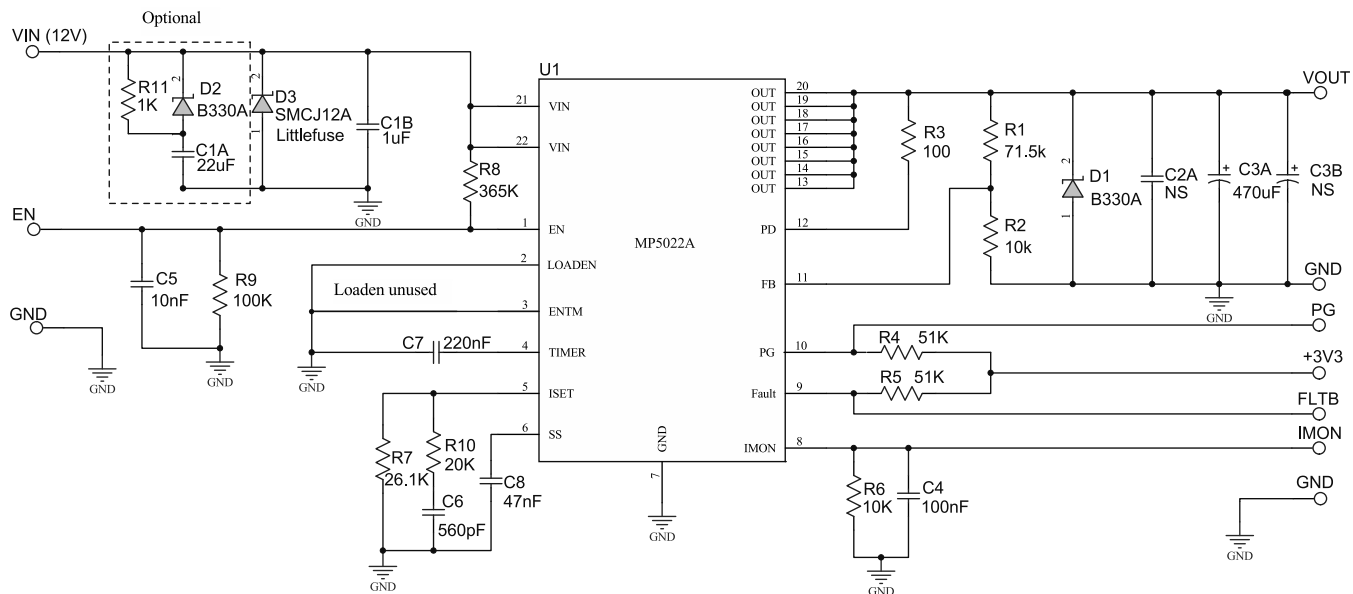 Optional
VIN (12V)
R11
1K
2
D2
B330A
C1A
22uF
2
D3
SMCJ12A
Littlefuse
1
C1B
1uF
GND
R8
365K
EN
C5
10nF
R9
100K
GND
GND
GND
Loaden unused
C7
220nF
GND
R7
26.1K
R10
20K
C6
560pF
C8
47nF
GND
U1
MP5022A
21
VIN
22
VIN
1
EN
2
LOADEN
3
ENTM
4
TIMER
5
ISET
6
SS
GND
7
GND
OUT
20
OUT
19
OUT
18
OUT
17
OUT
16
OUT
15
OUT
14
OUT
13
PD
12
FB
11
PG
10
Fault
9
IMON
8
R3
100
R1
71.5k
R2
10k
2
D1
B330A
1
C2A
NS
+
C3A
470uF
+
C3B
NS
VOUT
GND
GND
PG
R4 51K
R5 51K
+3V3
FLTB
IMON
R6
10K
C4
100nF
GND
GND
GND